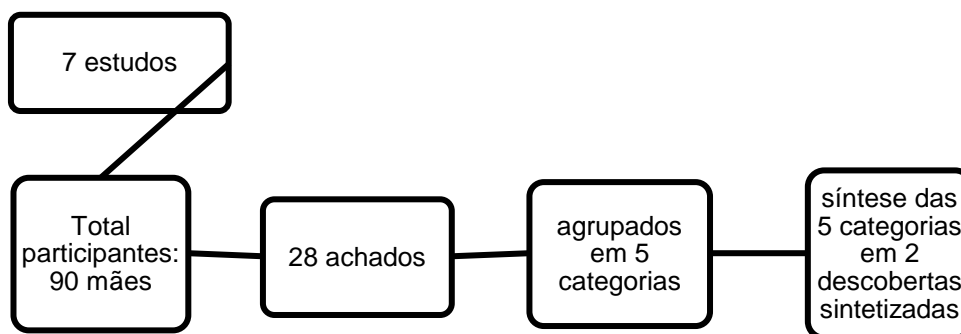 7 estudos
Total
participantes:
90 mães
28 achados
agrupados
em 5
categorias
síntese das
5 categorias
em 2
descobertas
sintetizadas